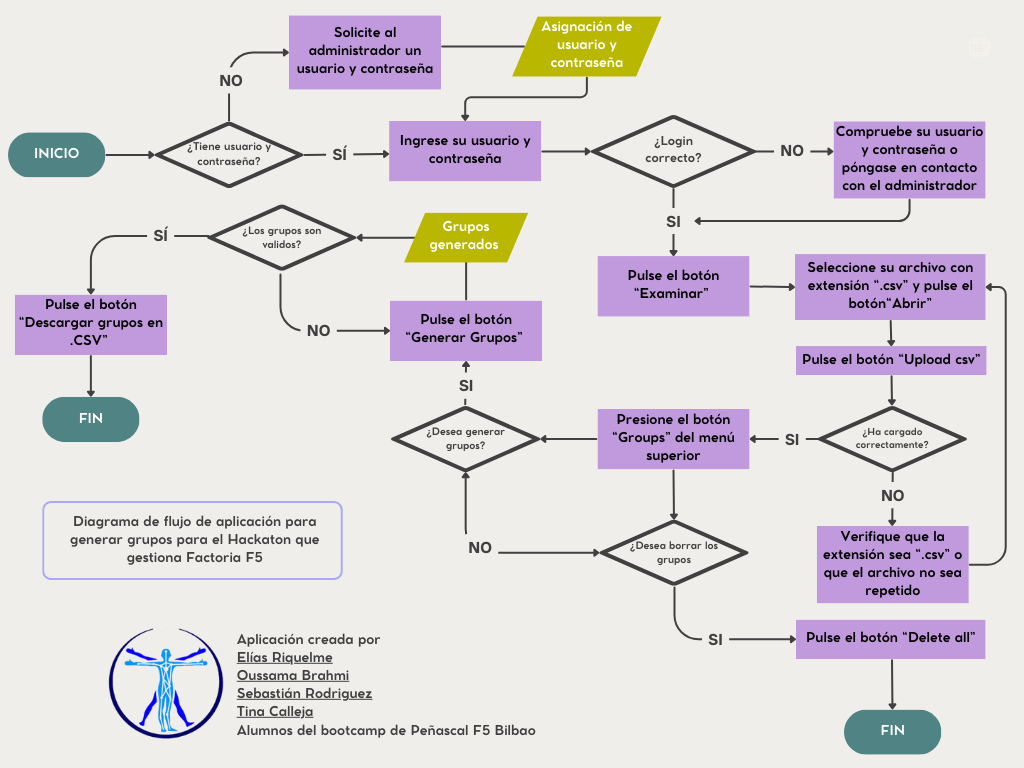 Solicite al
administrador un
usuario y contraseña
Asignación de
usuario y
contraseña
NO
INICIO
¿Tiene usuario y
contraseña?
SÍ
Ingrese su usuario y
contraseña
¿Login
correcto?
NO
Compruebe su usuario
y contraseña o
póngase en contacto
con el administrador
SI
Pulse el botón
“Examinar”
Seleccione su archivo con
extensión “.csv” y pulse el
botón“Abrir”
Pulse el botón “Upload csv”
¿Ha cargado
correctamente?
NO
Verifique que la
extensión sea “.csv” o
que el archivo no sea
repetido
SI
Presione el botón
“Groups” del menú
superior
¿Desea generar
grupos?
SI
Pulse el botón
“Generar Grupos”
Grupos
generados
¿Los grupos son
validos?
NO
SÍ
Pulse el botón
“Descargar grupos en
.CSV”
FIN
NO
¿Desea borrar los
grupos
SI
Pulse el botón “Delete all”
FIN
Diagrama de flujo de aplicación para
generar grupos para el Hackaton que
gestiona Factoria F5
Aplicación creada por
Elías Riquelme
Oussama Brahmi
Sebastián Rodriguez
Tina Calleja
Alumnos del bootcamp de Peñascal F5 Bilbao